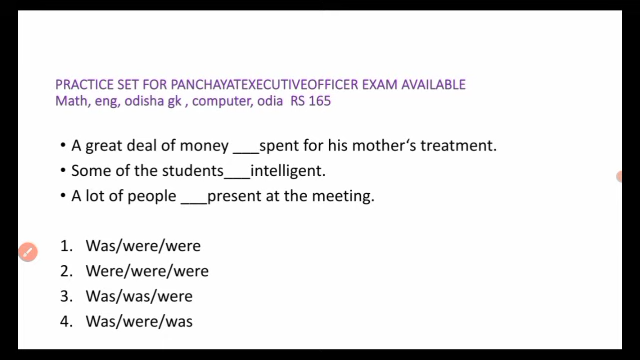 PRACTICE SET FOR PANCHAYATEXECUTIVEOFFICER EXAM AVAILABLE
Math, eng, odisha gk , computer, odia  RS 165
• A great deal of money ___spent for his mother‘s treatment.
• Some of the students___intelligent.
• A lot of people ___present at the meeting.
1. Was/were/were
2. Were/were/were
3. Was/was/were
4. Was/were/was